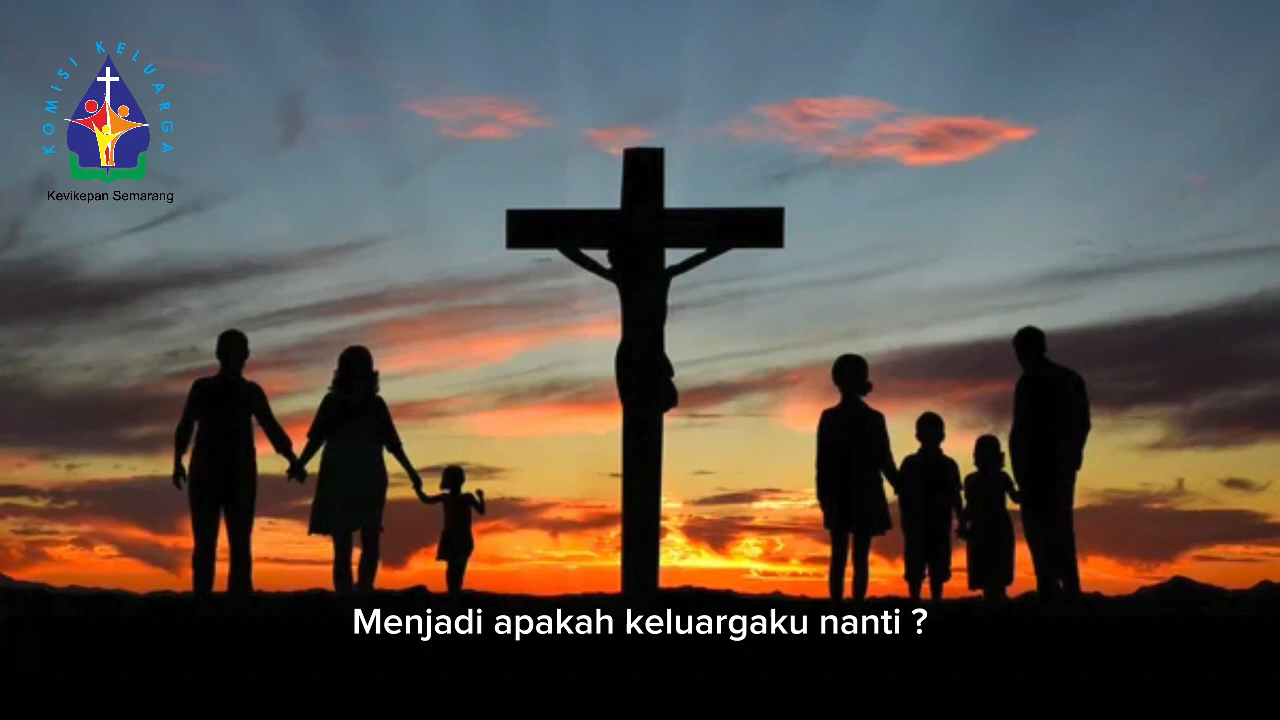 KOMISI KELUARGA
Kevikepan Semarang
Menjadi apakah keluargaku nanti ?